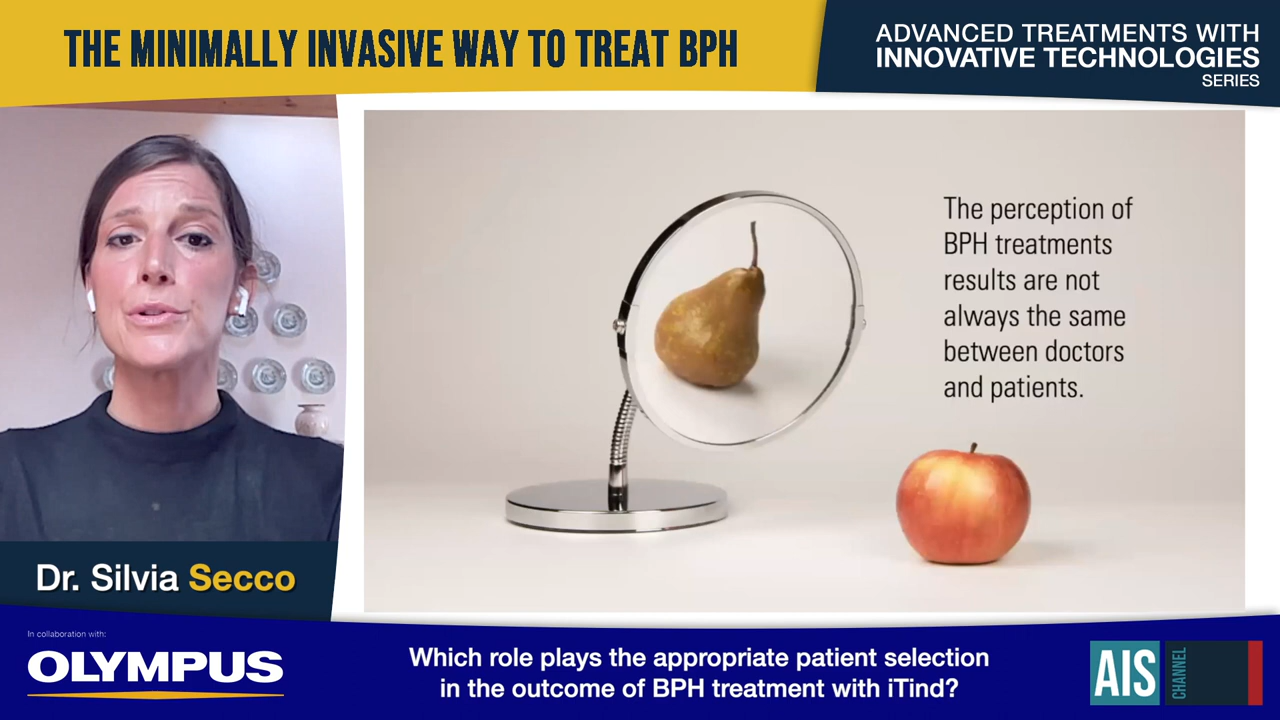 THE MINIMALLY INVASIVE WAY TO TREAT BPH
ADVANCED TREATMENTS WITH
INNOVATIVE TECHNOLOGIES
SERIES
The perception of
BPH treatments
results are not
always the same
between doctors
and patients.
Dr. Silvia Secco
In collaboration with:
OLYMPUS
Which role plays the appropriate patient selection
in the outcome of BPH treatment with iTind?
AIS
CHANNEL